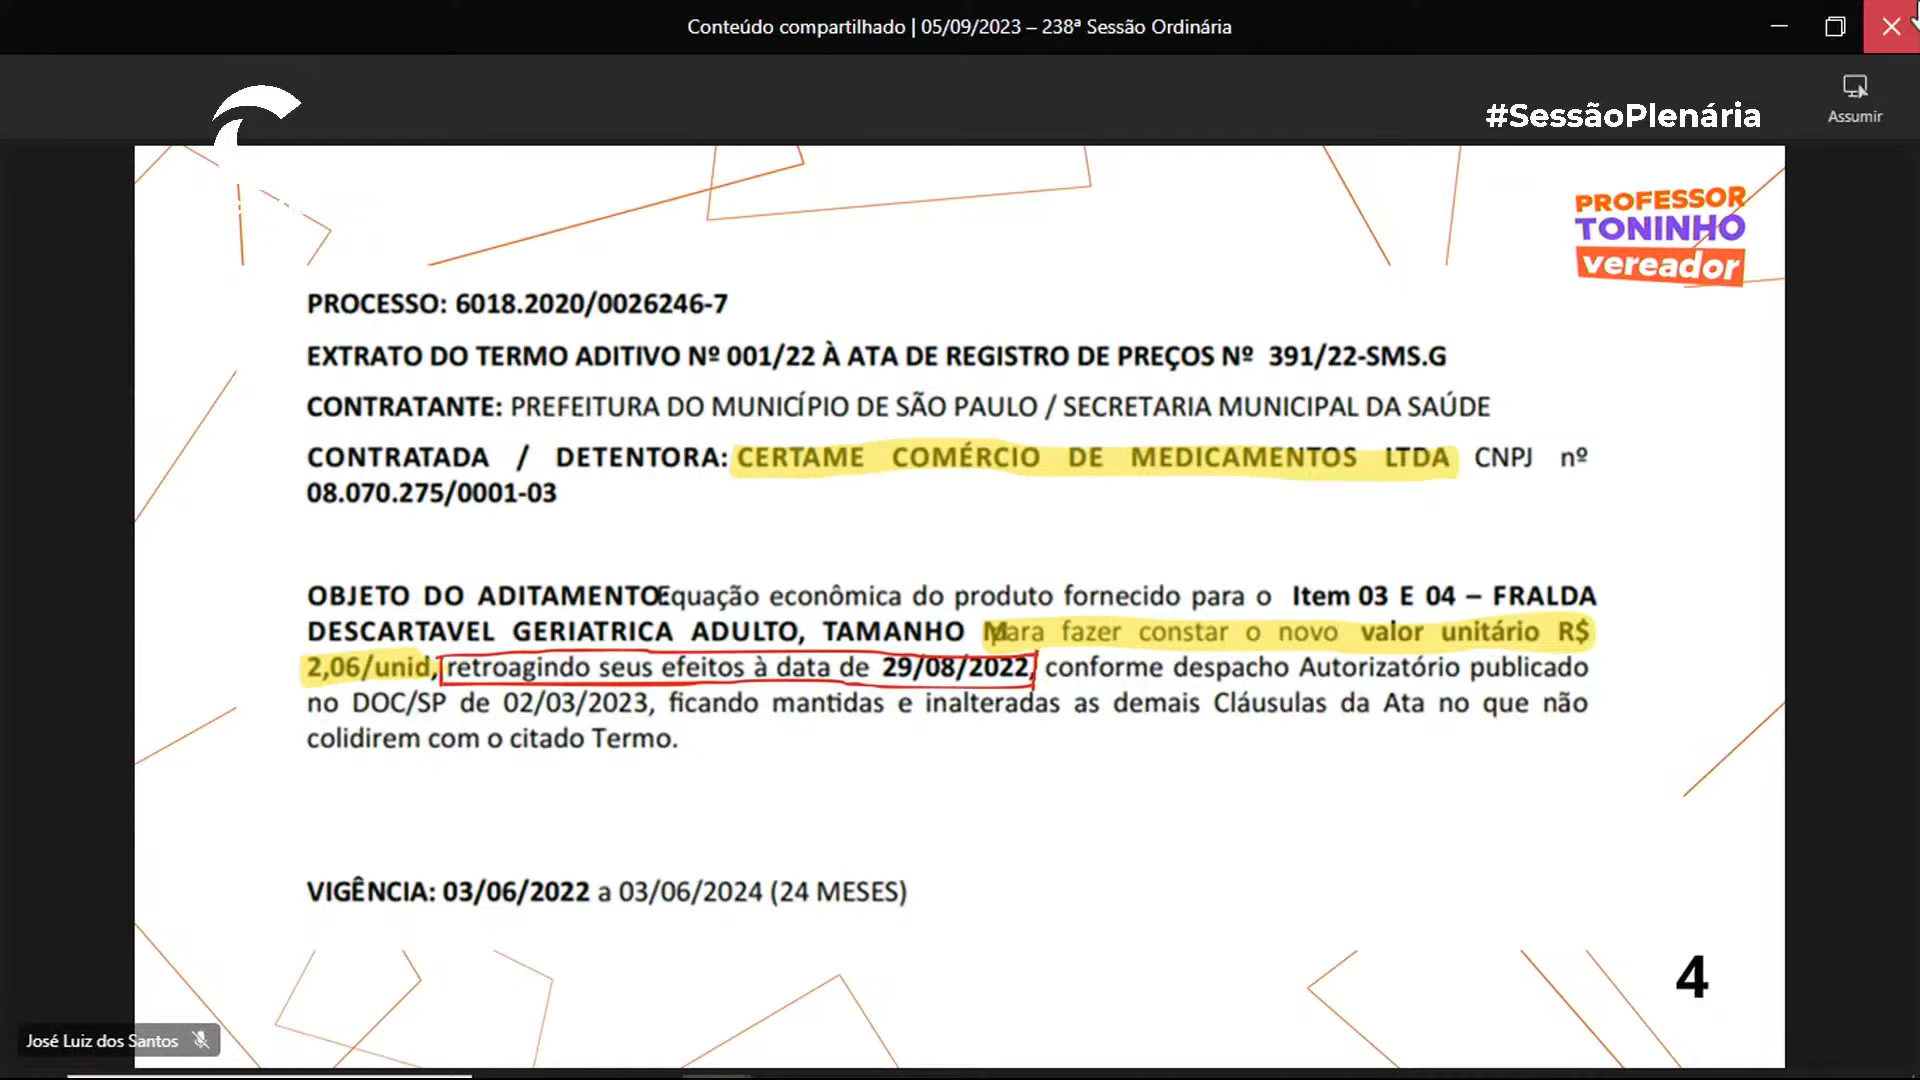 Conteúdo compartilhado | 05/09/2023 – 238ª Sessão Ordinária
#SessãoPlenária
Assumir
PROFESSOR
TONINHO
vereador
PROCESSO: 6018.2020/0026246-7
EXTRATO DO TERMO ADITIVO Nº 001/22 À ATA DE REGISTRO DE PREÇOS Nº 391/22-SMS.G
CONTRATANTE: PREFEITURA DO MUNICÍPIO DE SÃO PAULO / SECRETARIA MUNICIPAL DA SAÚDE
CONTRATADA / DETENTORA: CERTAME COMÉRCIO DE MEDICAMENTOS LTDA CNPJ nº
08.070.275/0001-03
OBJETO DO ADITAMENTO Equação econômica do produto fornecido para o Item 03 E 04 – FRALDA
DESCARTAVEL GERIATRICA ADULTO, TAMANHO M para fazer constar o novo valor unitário R$
2,06/unid, retroagindo seus efeitos à data de 29/08/2022, conforme despacho Autorizatório publicado
no DOC/SP de 02/03/2023, ficando mantidas e inalteradas as demais Cláusulas da Ata no que não
colidirem com o citado Termo.
VIGÊNCIA: 03/06/2022 a 03/06/2024 (24 MESES)
4
José Luiz dos Santos